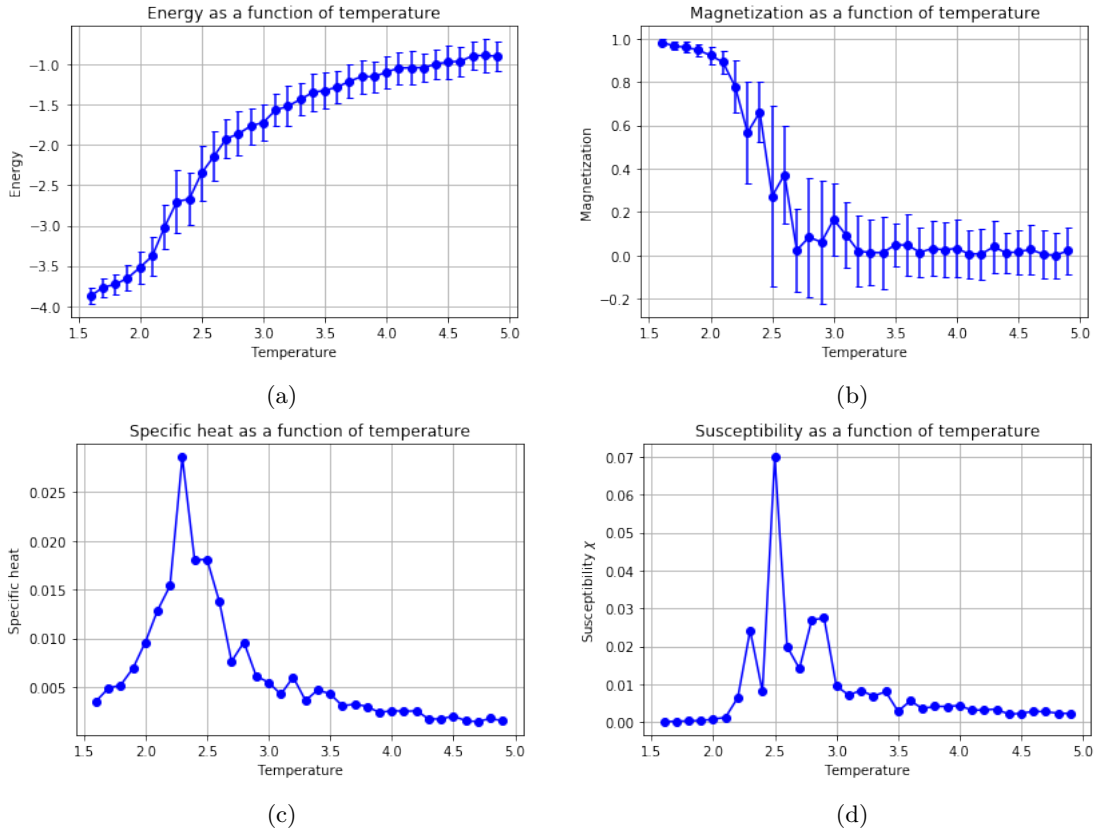 Energy as a function of temperature
Energy
−1.0
−1.5
−2.0
−2.5
−3.0
−3.5
−4.0
1.5 2.0 2.5 3.0 3.5 4.0 4.5 5.0
Temperature
(a)
Magnetization as a function of temperature
Magnetization
1.0
0.8
0.6
0.4
0.2
0.0
−0.2
1.5 2.0 2.5 3.0 3.5 4.0 4.5 5.0
Temperature
(b)
Specific heat as a function of temperature
Specific heat
0.025
0.020
0.015
0.010
0.005
1.5 2.0 2.5 3.0 3.5 4.0 4.5 5.0
Temperature
(c)
Susceptibility as a function of temperature
Susceptibility χ
0.07
0.06
0.05
0.04
0.03
0.02
0.01
0.00
1.5 2.0 2.5 3.0 3.5 4.0 4.5 5.0
Temperature
(d)